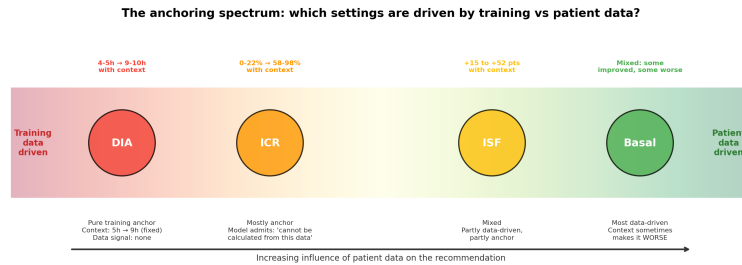 The anchoring spectrum: which settings are driven by training vs patient data?
4-5h → 9-10h
with context
0-22% → 58-98%
with context
+15 to +52 pts
with context
Mixed: some
improved, some worse
Training
data
driven
DIA
ICR
ISF
Basal
Patien
data
driven
Pure training anchor
Context: 5h → 9h (fixed)
Data signal: none
Mostly anchor
Model admits: 'cannot be
calculated from this data'
Mixed
Partly data-driven,
partly anchor
Most data-driven
Context sometimes
makes it WORSE
Increasing influence of patient data on the recommendation